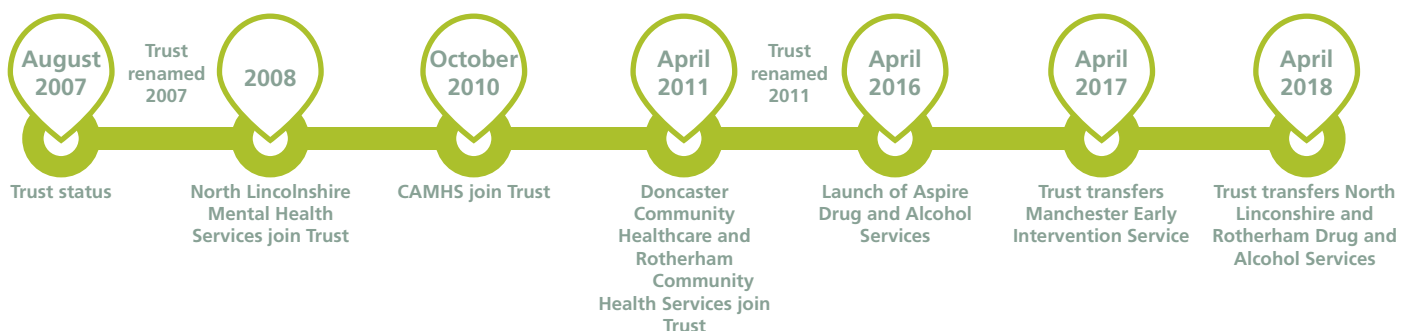 August
2007
Trust
renamed
2007
2008
October
2010
April
2011
Trust
renamed
2011
April
2016
April
2017
April
2018
Trust status
North Lincolnshire
Mental Health
Services join Trust
CAMHS join Trust
Doncaster
Community
Healthcare and
Rotherham
Community
Health Services join
Trust
Launch of Aspire
Drug and Alcohol
Services
Trust transfers
Manchester Early
Intervention Service
Trust transfers North
Linconshire and
Rotherham Drug and
Alcohol Services